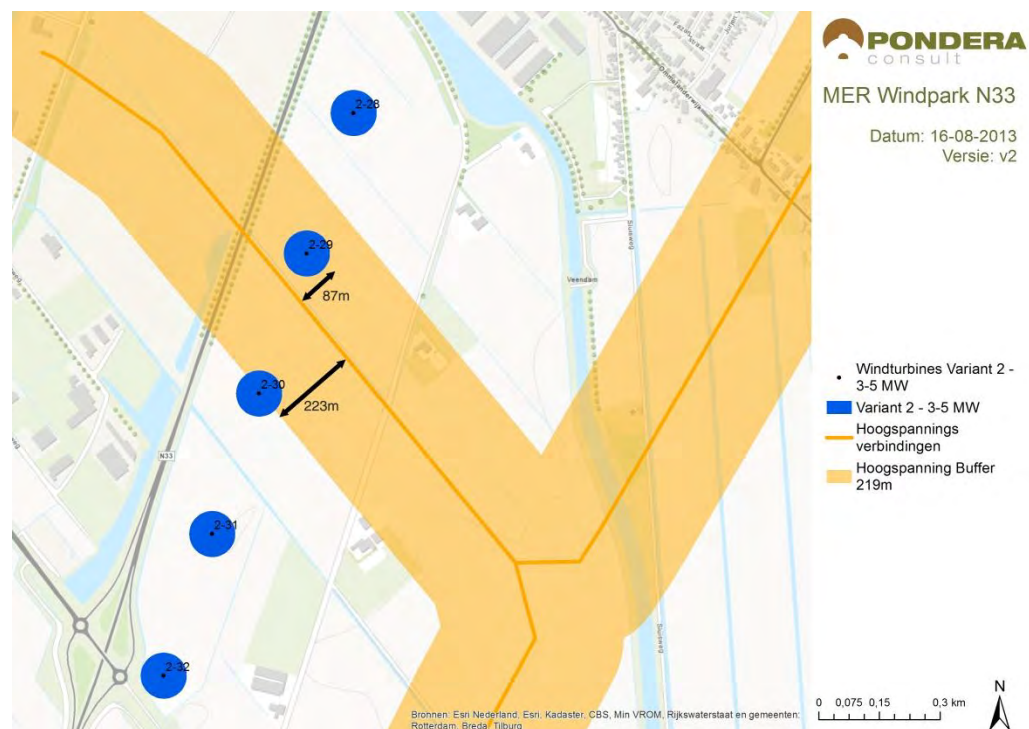 PONDERA
consult
MER Windpark N33
Datum: 16-08-2013
Versie: v2
2-28
Ommelanderwijk
Sluisweg
2-29
87m
Veendam
2-30
223m
N33
2-31
Sluisweg
2-32
Windturbines Variant 2 -
3-5 MW
Variant 2 - 3-5 MW
Hoogspannings
verbindingen
Hoogspanning Buffer
219m
Bronnen: Esri Nederland, Esri, Kadaster, CBS, Min VROM, Rijkswaterstaat en gemeenten:
Rotterdam, Breda, Tilburg
0 0,075 0,15 0,3 km
N